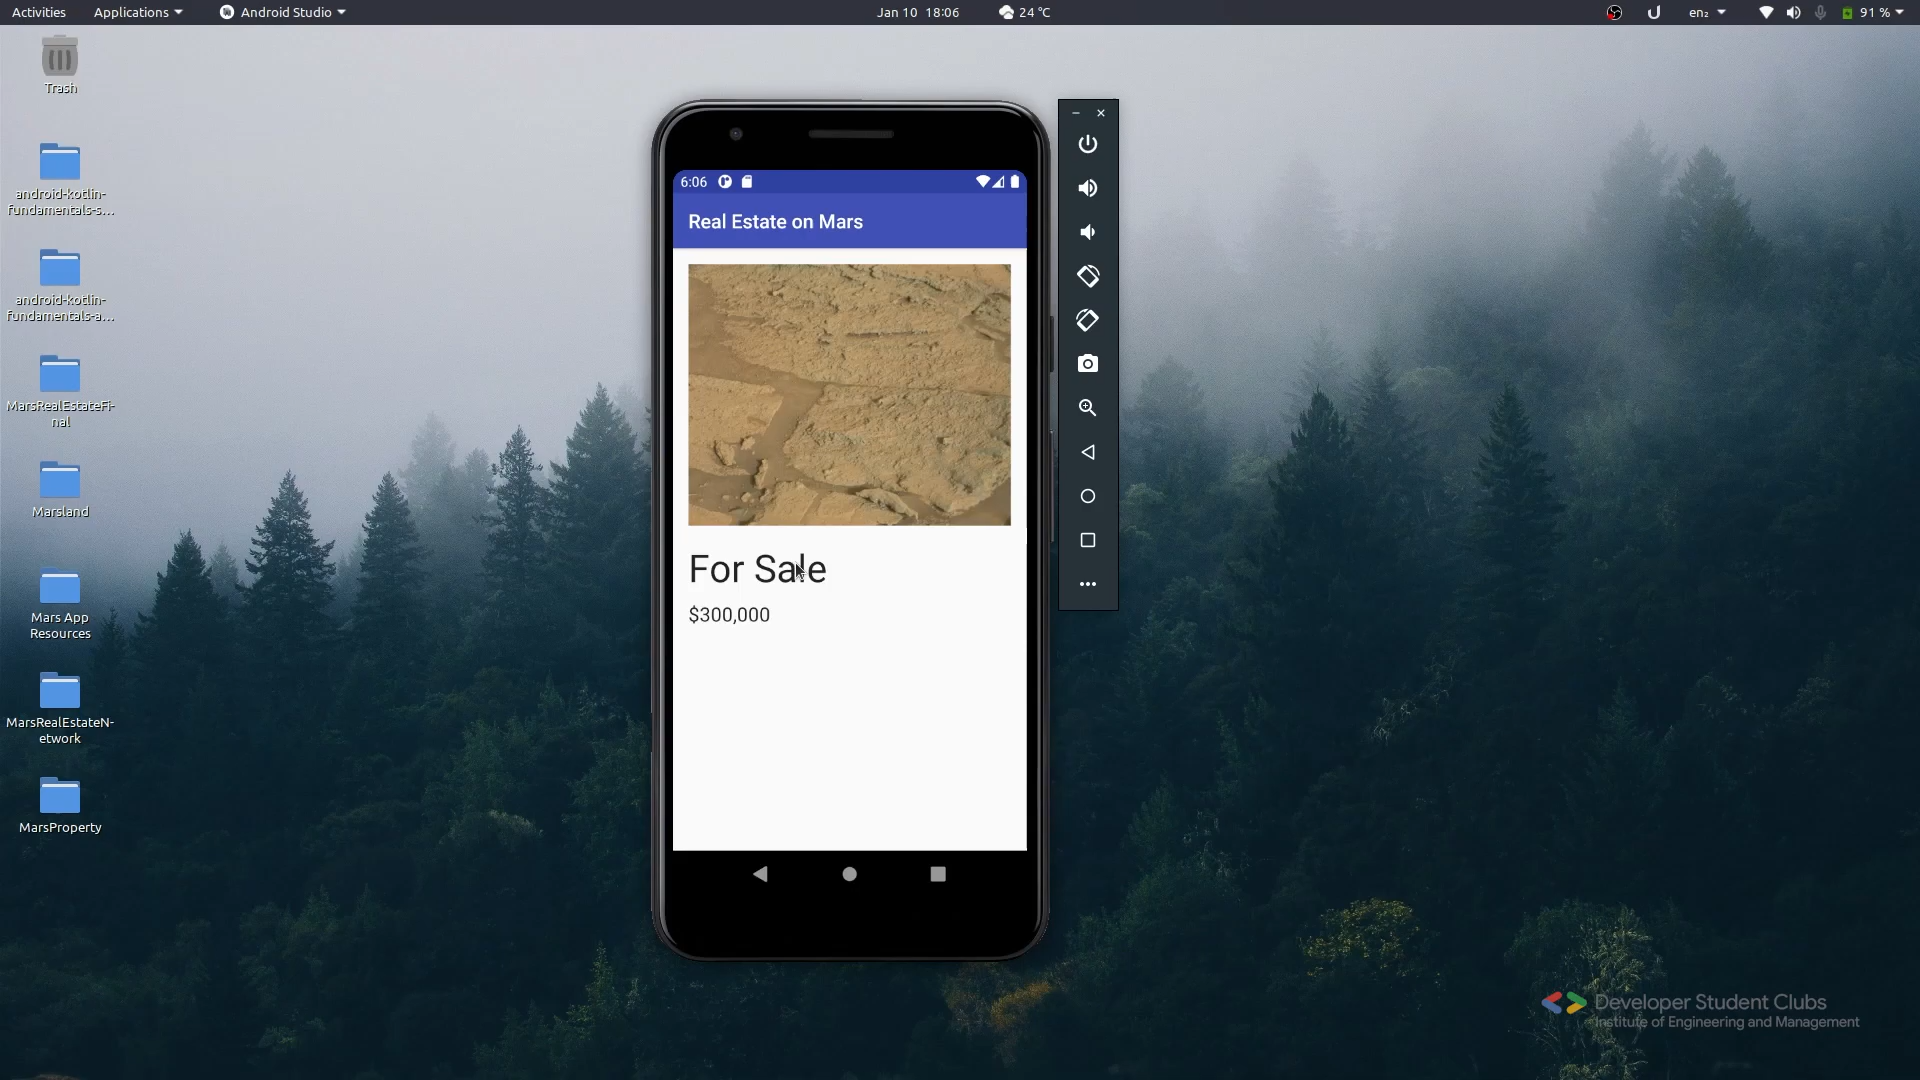 Activities
Applications
Android Studio
Jan 10 18:06
24 °C
en₂
91 %
Trash
android-kotlin-
fundamentals-s...
android-kotlin-
fundamentals-a...
MarsRealEstateFi-
nal
Marsland
Mars App
Resources
MarsRealEstateN-
etwork
MarsProperty
6:06
Real Estate on Mars
For Sale
$300,000
Developer Student Clubs
Institute of Engineering and Management